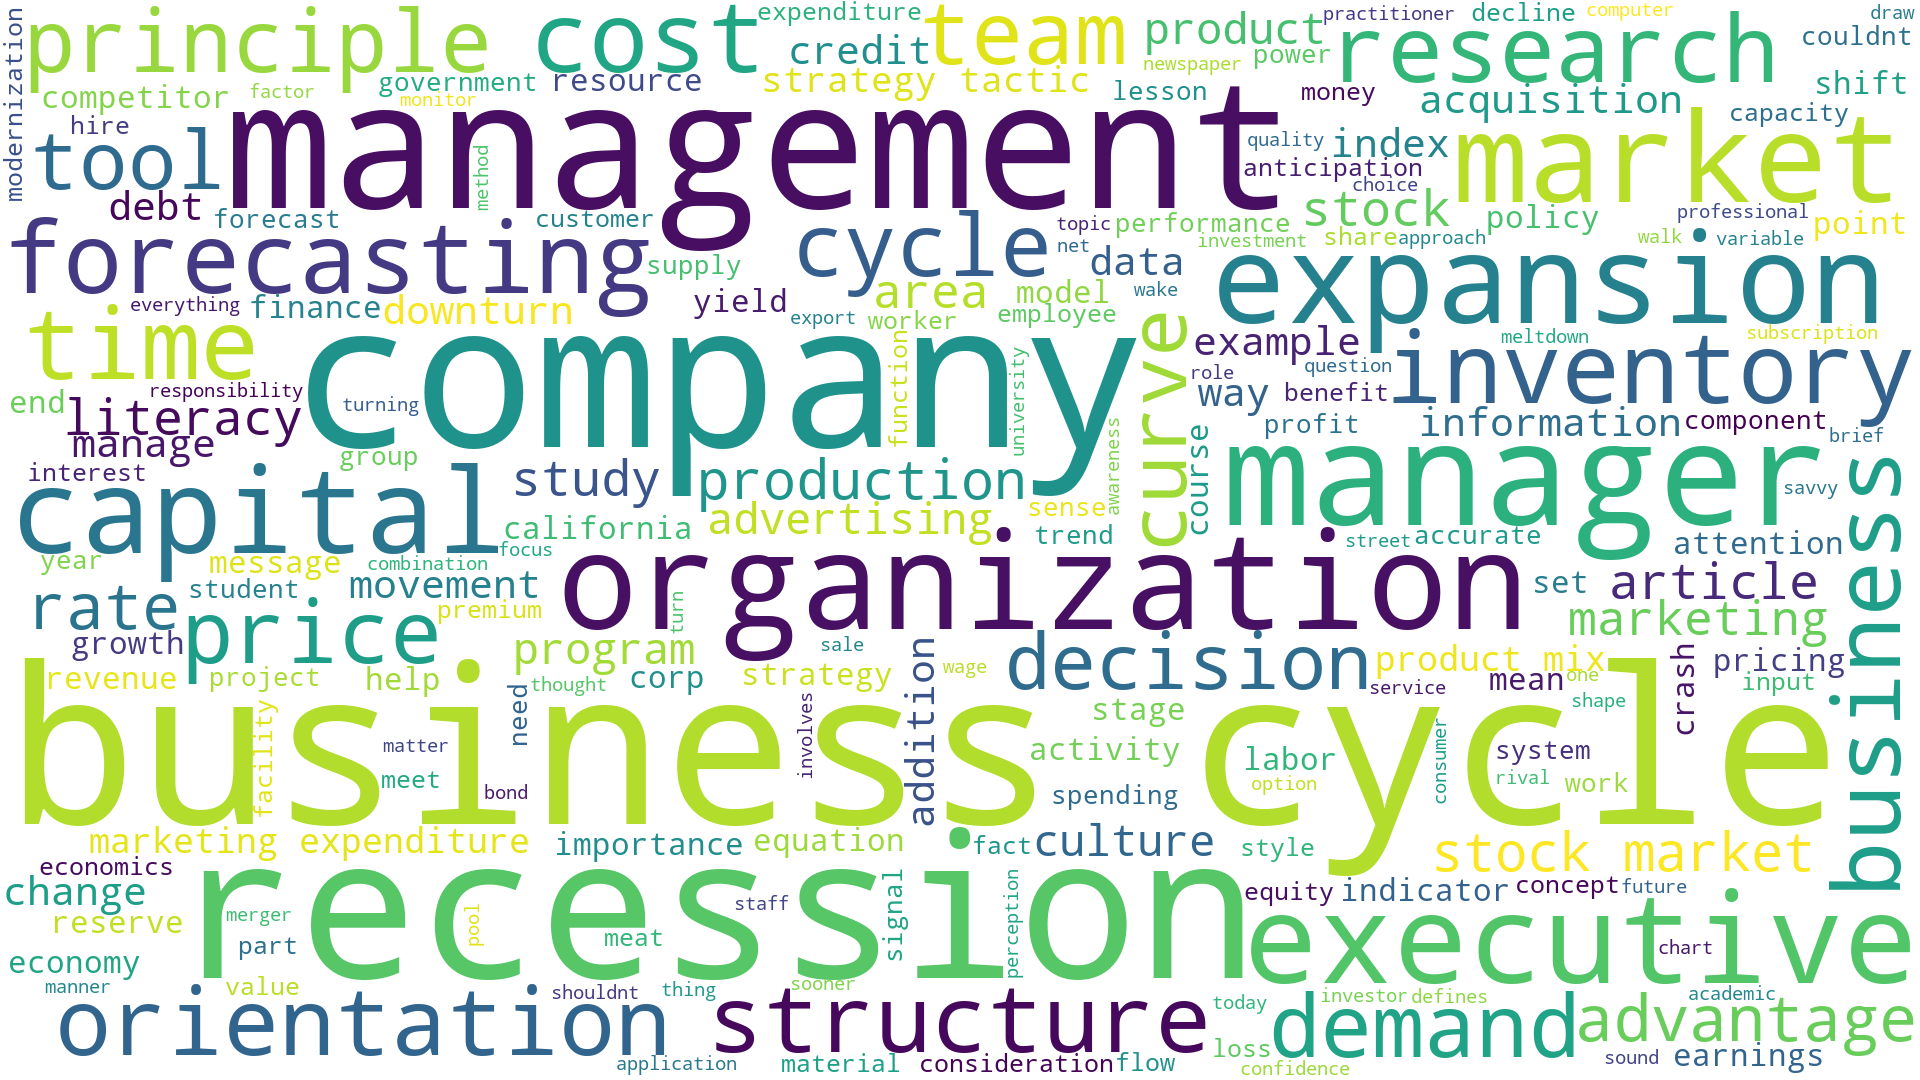 modernization
principle
cost
expenditure
team
product
practitioner
decline
computer
draw
credit
newspaper
power
research
couldnt
competitor
factor
government
monitor
resource
strategy tactic
lesson
money
acquisition
shift
hire
tool
management
method
quality
index
market
capacity
anticipation
choice
debt
forecast
customer
cycle
topic
performance
stock
policy
professional
point
forecasting
supply
net
data
investment
share
approach
walk
variable
everything
finance
downturn
yield
area
model
wake
expansion
time
export
worker
employee
curve
example
meltdown
subscription
responsibility
company
function
university
role
question
inventory
end
literacy
turning
way
benefit
manage
profit
information
component
brief
interest
group
course
awareness
manager
business
capital
study
production
savvy
california
advertising
sense
trend
street
accurate
attention
year
message
combination
focus
organization
rate
student
movement
premium
turn
set
article
growth
price
program
sale
decision
marketing
revenue
project
help
thought
corp
strategy
addition
wage
product mix
mean
one
crash
pricing
need
service
shape
input
business cycle
facility
matter
meet
bond
involves
stage
activity
labor
option
consumer
system
rival
work
spending
marketing expenditure
importance
equation
fact
culture
style
stock market
economics
change
recession
signal
perception
equity
indicator
concept
future
reserve
merger
pool
staff
executive
part
meat
chart
economy
manner
value
shouldnt
thing
sooner
today
investor
defines
academic
orientation
structure
demand
advantage
application
material
consideration
flow
loss
confidence
sound
earnings